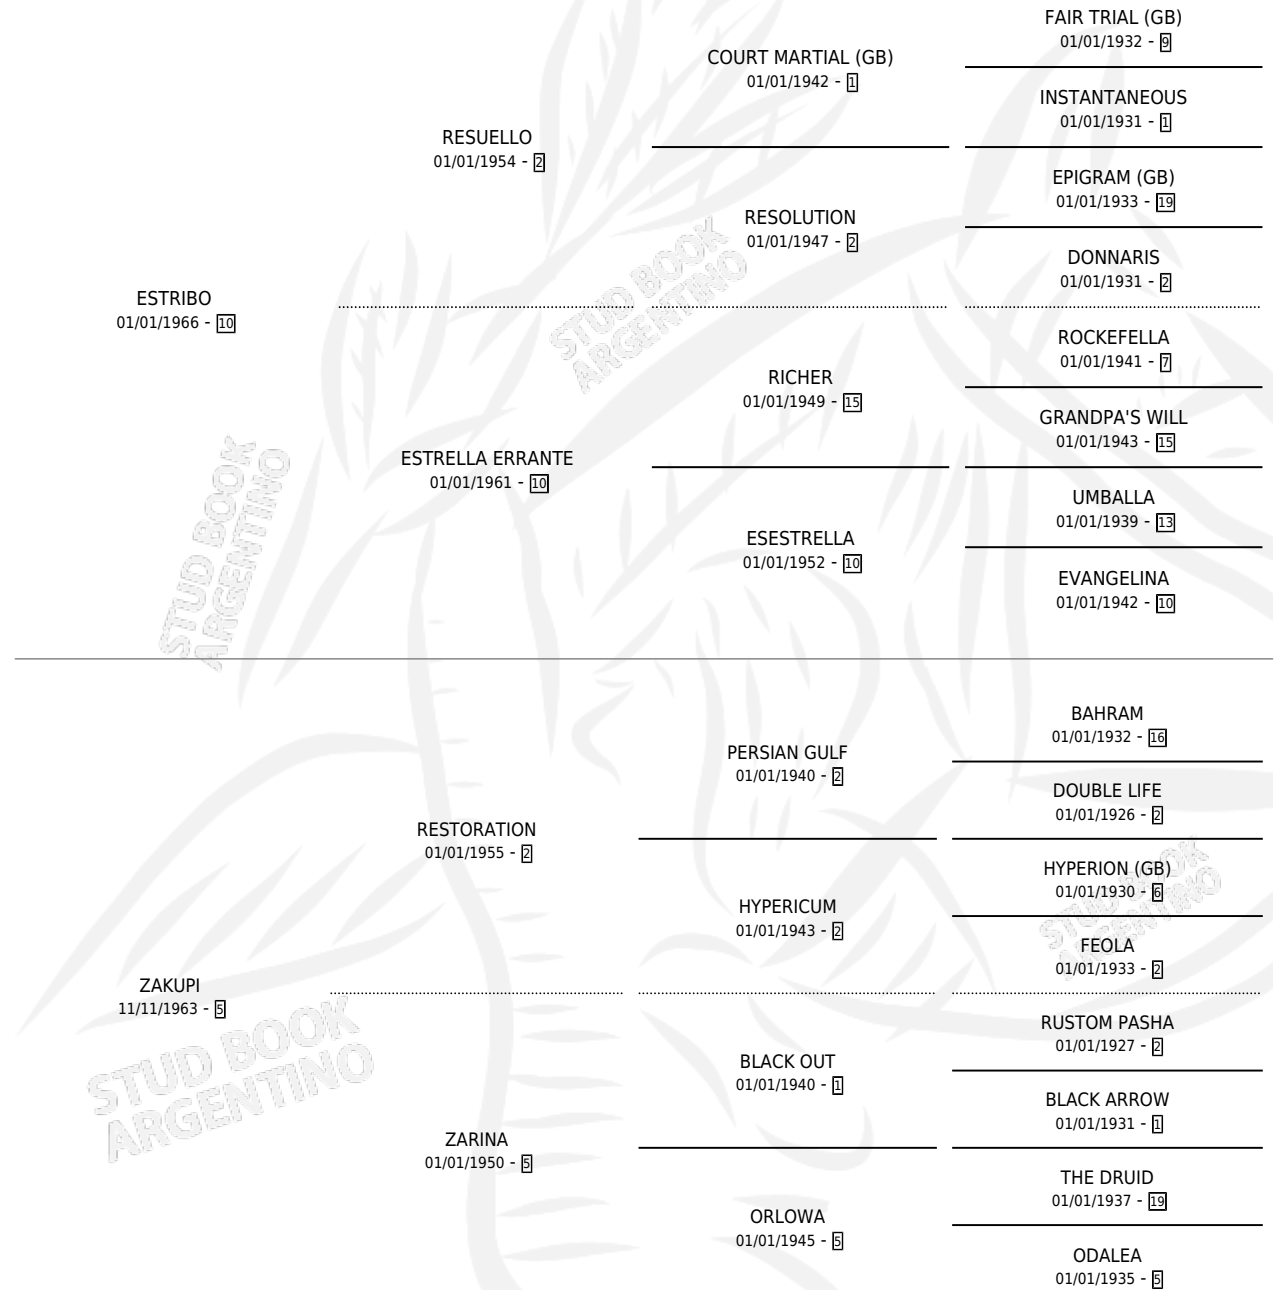 FAIR TRIAL (GB)
01/01/1932 - 9
COURT MARTIAL (GB)
01/01/1942 - 1
INSTANTANEOUS
01/01/1931 - 1
RESUELLO
01/01/1954 - 2
EPIGRAM (GB)
01/01/1933 - 19
RESOLUTION
01/01/1947 - 2
DONNARIS
01/01/1931 - 2
ESTRIBO
01/01/1966 - 10
ROCKEFELLA
01/01/1941 - 7
RICHER
01/01/1949 - 15
GRANDPA'S WILL
01/01/1943 - 15
ESTRELLA ERRANTE
01/01/1961 - 10
UMBALLA
01/01/1939 - 13
ESESTRELLA
01/01/1952 - 10
EVANGELINA
01/01/1942 - 10
BAHRAM
01/01/1932 - 16
PERSIAN GULF
01/01/1940 - 2
DOUBLE LIFE
01/01/1926 - 2
RESTORATION
01/01/1955 - 2
HYPERION (GB)
01/01/1930 - 6
HYPERICUM
01/01/1943 - 2
FEOLA
01/01/1933 - 2
ZAKUPI
11/11/1963 - 5
RUSTOM PASHA
01/01/1927 - 2
BLACK OUT
01/01/1940 - 1
BLACK ARROW
01/01/1931 - 1
ZARINA
01/01/1950 - 5
THE DRUID
01/01/1937 - 19
ORLOWA
01/01/1945 - 5
ODALEA
01/01/1935 - 5
STUD BOOK
ARGENTINO
STUD BOOK
ARGENTINO
STUD BOOK
ARGENTINO
STUD BOOK
ARGENTINO